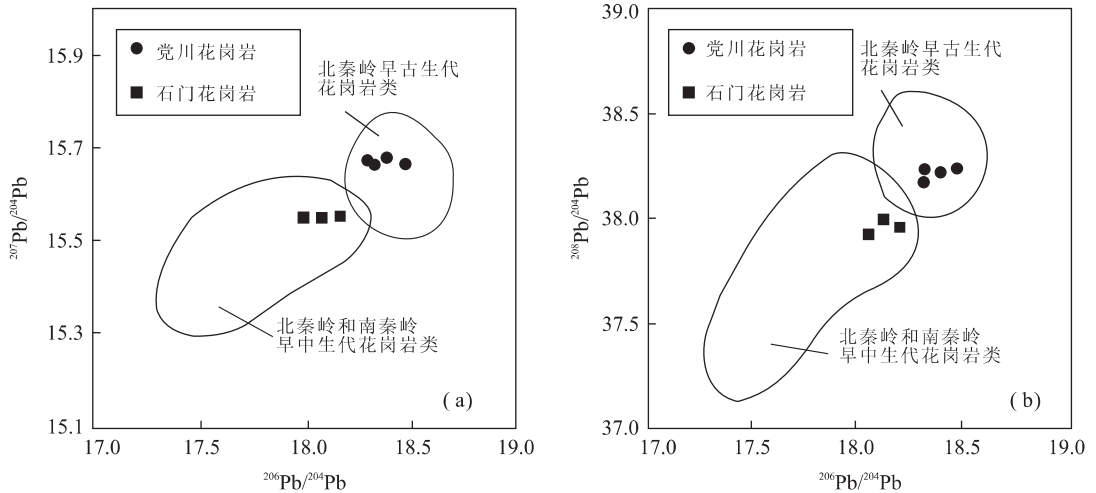 15.9
15.7
15.5
15.3
15.1
²⁰⁷Pb/²⁰⁴Pb
党川花岗岩
石门花岗岩
北秦岭早古生代
花岗岩类
北秦岭和南秦岭
早中生代花岗岩类
(a)
17.0
17.5
18.0
18.5
19.0
²⁰⁶Pb/²⁰⁴Pb
39.0
38.5
38.0
37.5
37.0
²⁰⁸Pb/²⁰⁴Pb
党川花岗岩
石门花岗岩
北秦岭早古生代
花岗岩类
北秦岭和南秦岭
早中生代花岗岩类
(b)
17.0
17.5
18.0
18.5
19.0
²⁰⁶Pb/²⁰⁴Pb